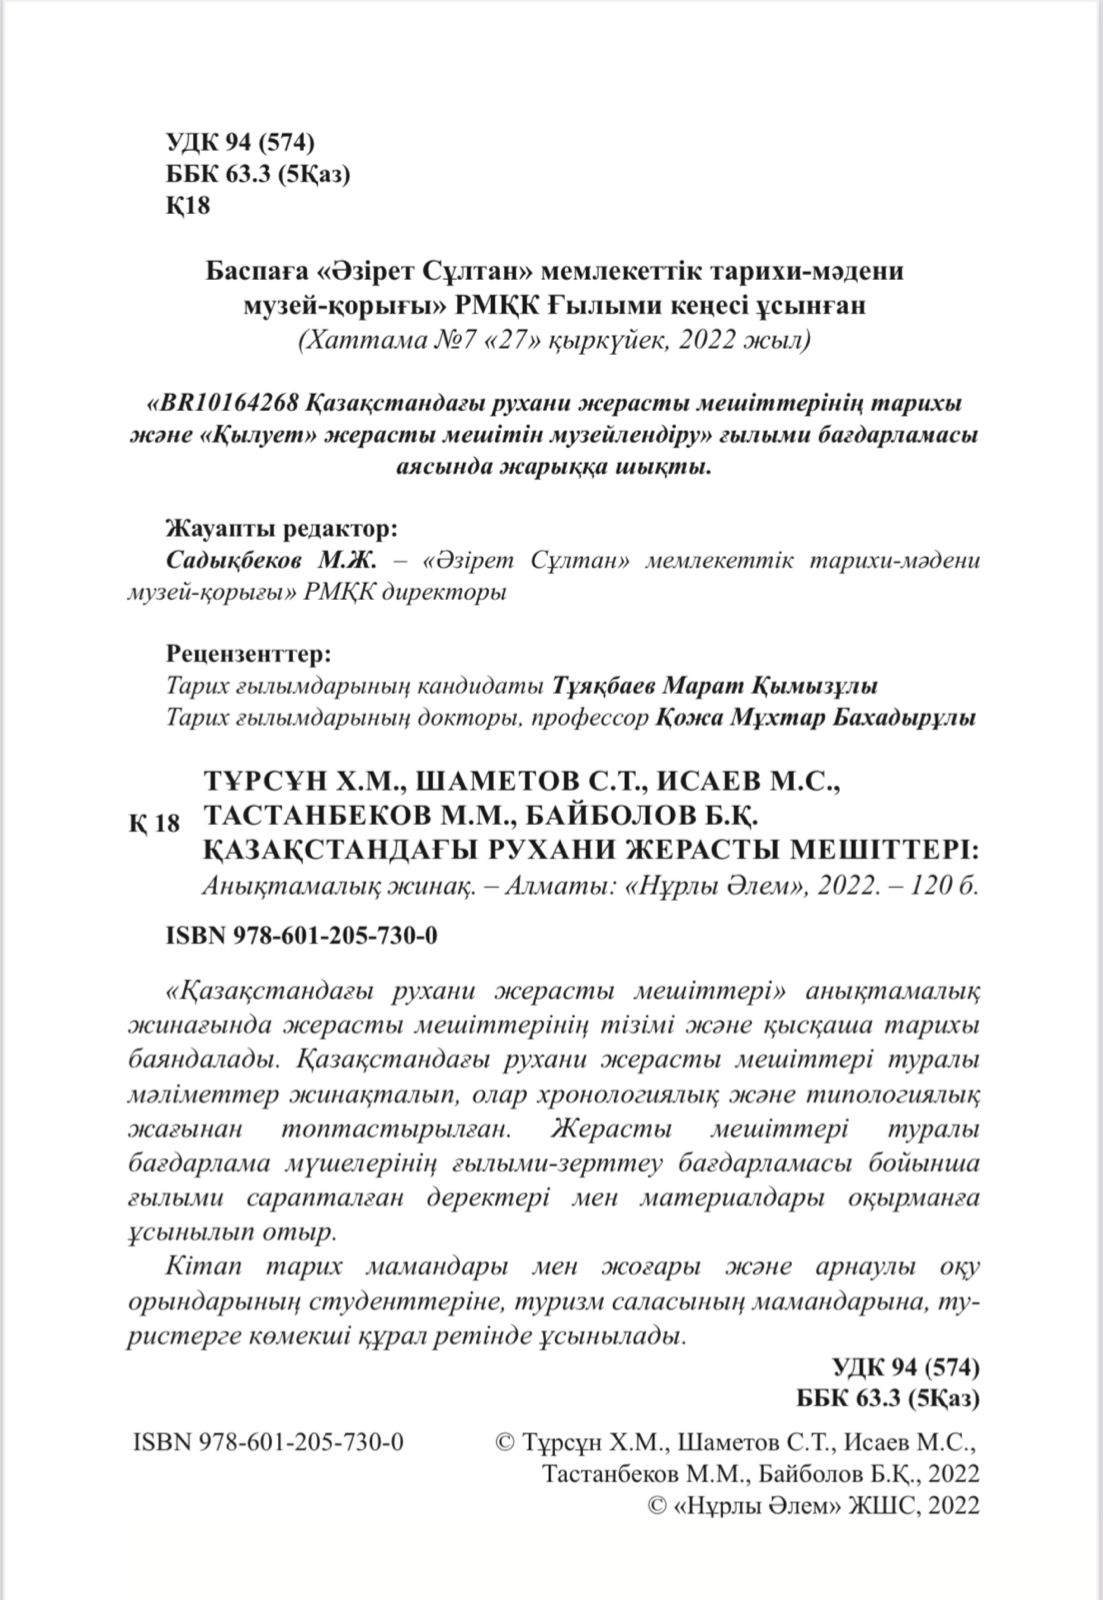 УДК 94 (574)
ББК 63.3 (5Қаз)
Қ18
Баспаға «Әзірет Сұлтан» мемлекеттік тарихи-мәдени
музей-қорығы» РМҚК Ғылыми кеңесі ұсынған
(Хаттама №7 «27» қыркүйек, 2022 жыл)
«BR10164268 Қазақстандағы рухани жерасты мешіттерінің тарихы
және «Қылует» жерасты мешітін музейлендіру» ғылыми бағдарламасы
аясында жарыққа шықты.
Жауапты редактор:
Садықбеков М.Ж. – «Әзірет Сұлтан» мемлекеттік тарихи-мәдени
музей-қорығы» РМҚК директоры
Рецензенттер:
Тарих ғылымдарының кандидаты Тұяқбаев Марат Қымызұлы
Тарих ғылымдарының докторы, профессор Қожа Мұхтар Бахадырұлы
ТҰРСҰН Х.М., ШАМЕТОВ С.Т., ИСАЕВ М.С.,
Қ 18 ТАСТАНБЕКОВ М.М., БАЙБОЛОВ Б.Қ.
ҚАЗАҚСТАНДАҒЫ РУХАНИ ЖЕРАСТЫ МЕШІТТЕРІ:
Анықтамалық жинақ. – Алматы: «Нұрлы Әлем», 2022. – 120 б.
ISBN 978-601-205-730-0
«Қазақстандағы рухани жерасты мешіттері» анықтамалық
жинағында жерасты мешіттерінің тізімі және қысқаша тарихы
баяндалады. Қазақстандағы рухани жерасты мешіттері туралы
мәліметтер жинақталып, олар хронологиялық және типологиялық
жағынан топтастырылған. Жерасты мешіттері туралы
бағдарлама мүшелерінің ғылыми-зерттеу бағдарламасы бойынша
ғылыми сарапталған деректері мен материалдары оқырманға
ұсынылып отыр.
Кітап тарих мамандары мен жоғары және арнаулы оқу
орындарының студенттеріне, туризм саласының мамандарына, ту-
ристерге көмекші құрал ретінде ұсынылады.
УДК 94 (574)
ББК 63.3 (5Қаз)
ISBN 978-601-205-730-0 © Тұрсұн Х.М., Шаметов С.Т., Исаев М.С.,
Тастанбеков М.М., Байболов Б.Қ., 2022
© «Нұрлы Әлем» ЖШС, 2022